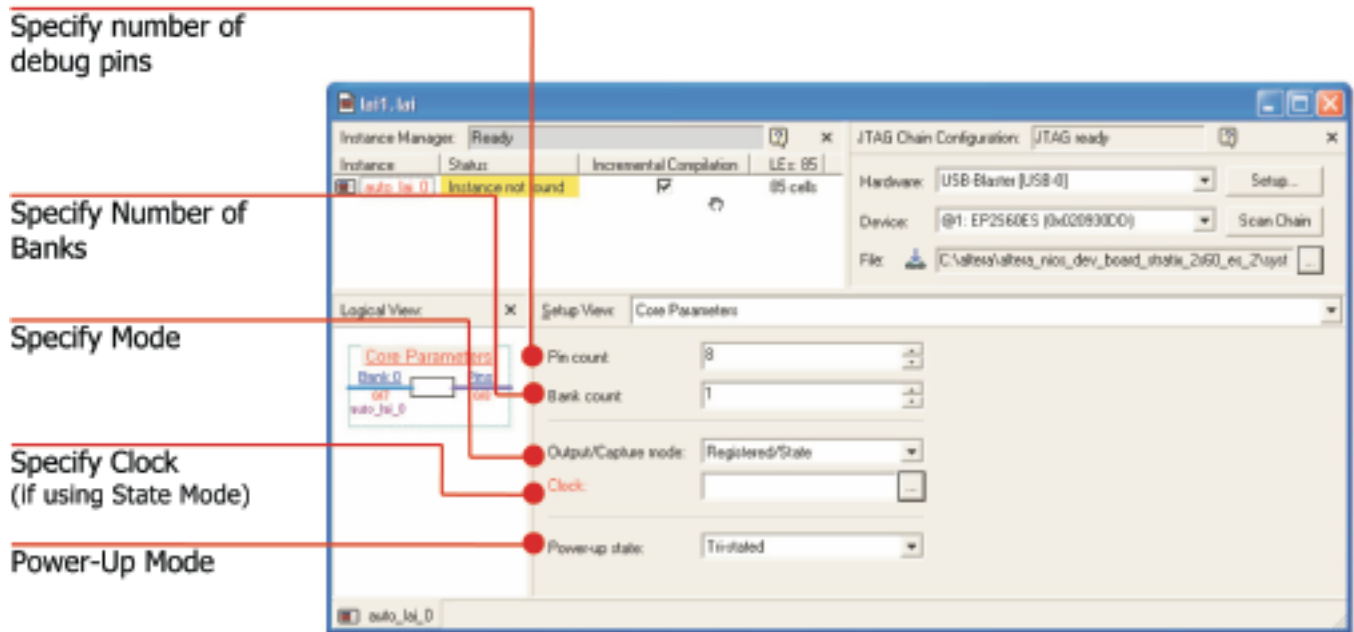 Specify number of
debug pins
Specify Number of
Banks
Specify Mode
Specify Clock
(if using State Mode)
Power-Up Mode
lai1.lai
Instance Manager: Ready
JTAG Chain Configuration: JTAG ready
Instance Status Incremental Compilation LEs: 85
auto_lai_0 Instance not found 85 cells
Hardware: USB-Blaster [USB-0] Setup...
Device: @1: EP2S60ES (0x020930DD) Scan Chain
File: C:\altera\altera_nios_dev_board_stratix_2s60_es_2\syst ...
Logical View:
Setup View: Core Parameters
Core Parameters
Bank 0 Pins
auto_lai_0
Pin count: 8
Bank count: 1
Output/Capture mode: Registered/State
Clock: ...
Power-up state: Tri-stated
auto_lai_0